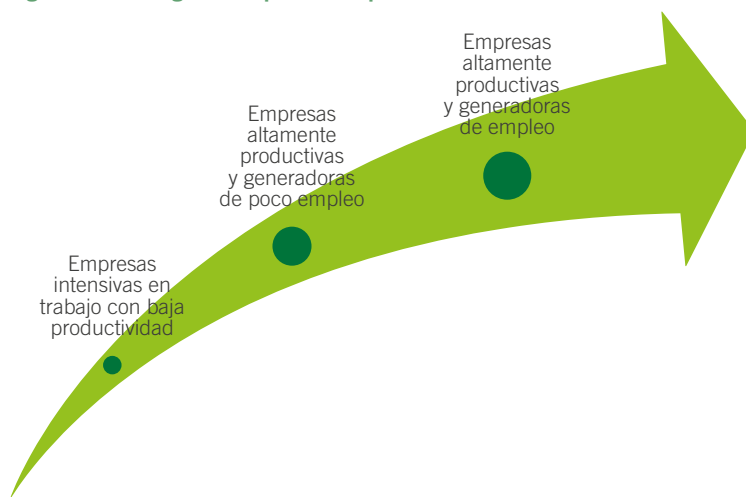 Empresas
altamente
productivas
y generadoras
de empleo
Empresas
altamente
productivas
y generadoras
de poco empleo
Empresas
intensivas en
trabajo con baja
productividad